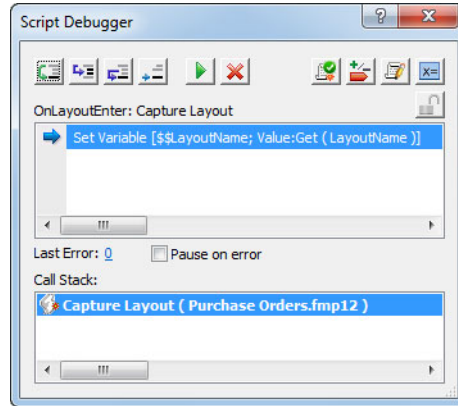 Script Debugger
?
X
x=
OnLayoutEnter: Capture Layout
Set Variable [$$LayoutName; Value:Get ( LayoutName )]
Last Error: 0 Pause on error
Call Stack:
Capture Layout ( Purchase Orders.fmp12 )